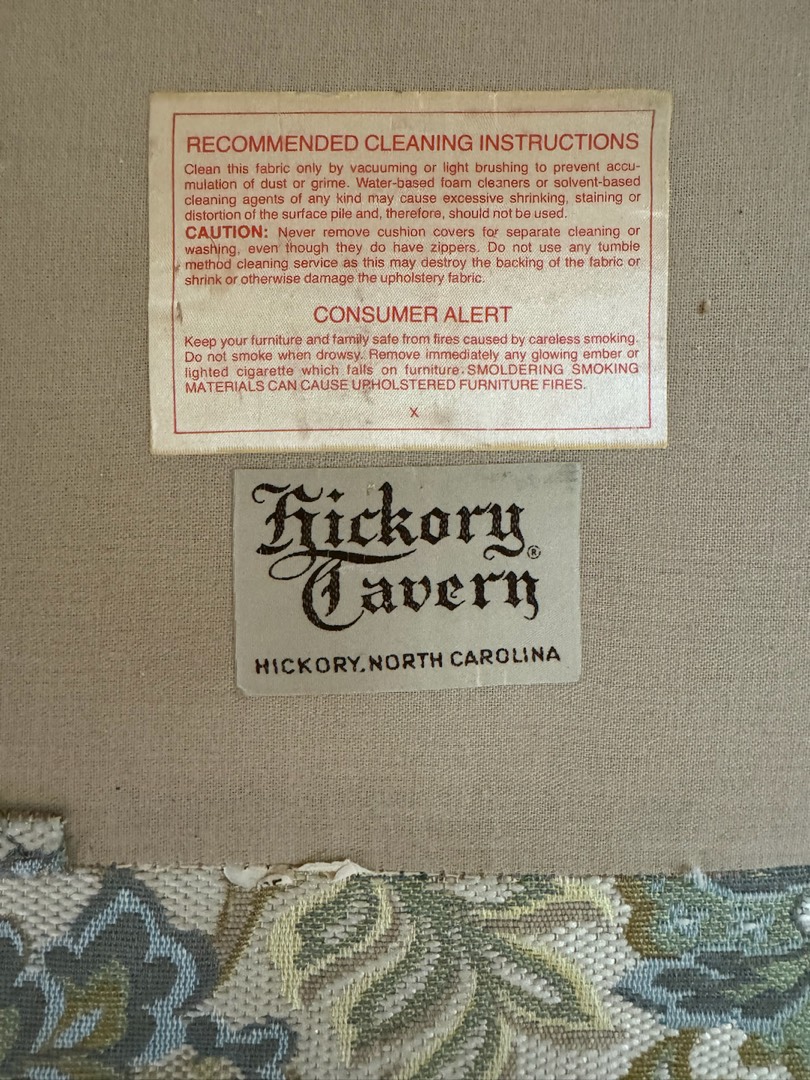 RECOMMENDED CLEANING INSTRUCTIONS
Clean this fabric only by vacuuming or light brushing to prevent accu-
mulation of dust or grime. Water-based foam cleaners or solvent-based
cleaning agents of any kind may cause excessive shrinking, staining or
distortion of the surface pile and, therefore, should not be used.
CAUTION: Never remove cushion covers for separate cleaning or
washing, even though they do have zippers. Do not use any tumble
method cleaning service as this may destroy the backing of the fabric or
shrink or otherwise damage the upholstery fabric.
CONSUMER ALERT
Keep your furniture and family safe from fires caused by careless smoking.
Do not smoke when drowsy. Remove immediately any glowing ember or
lighted cigarette which falls on furniture. SMOLDERING SMOKING
MATERIALS CAN CAUSE UPHOLSTERED FURNITURE FIRES.
X
Hickory
Tavern®
HICKORY, NORTH CAROLINA